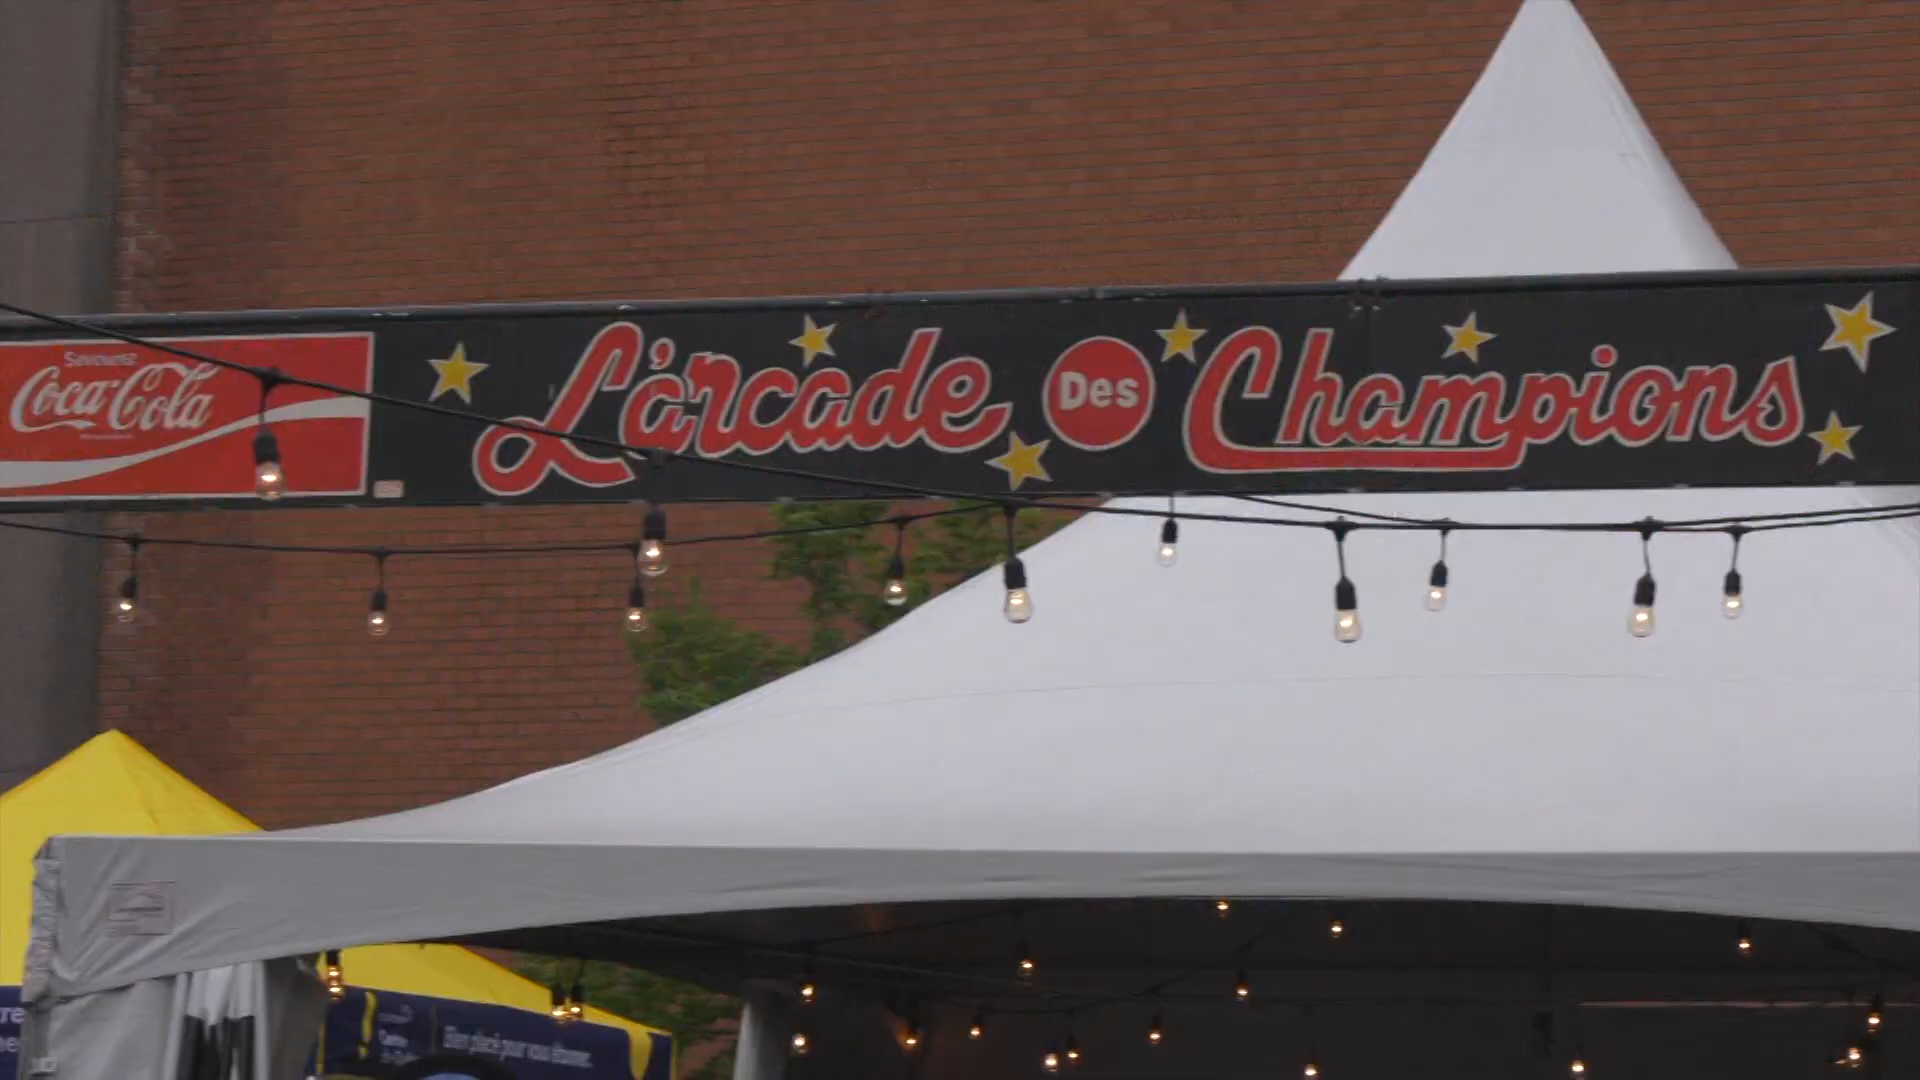 Savourez
Coca-Cola
L'arcade Des Champions
Bien placé pour vous étonner.